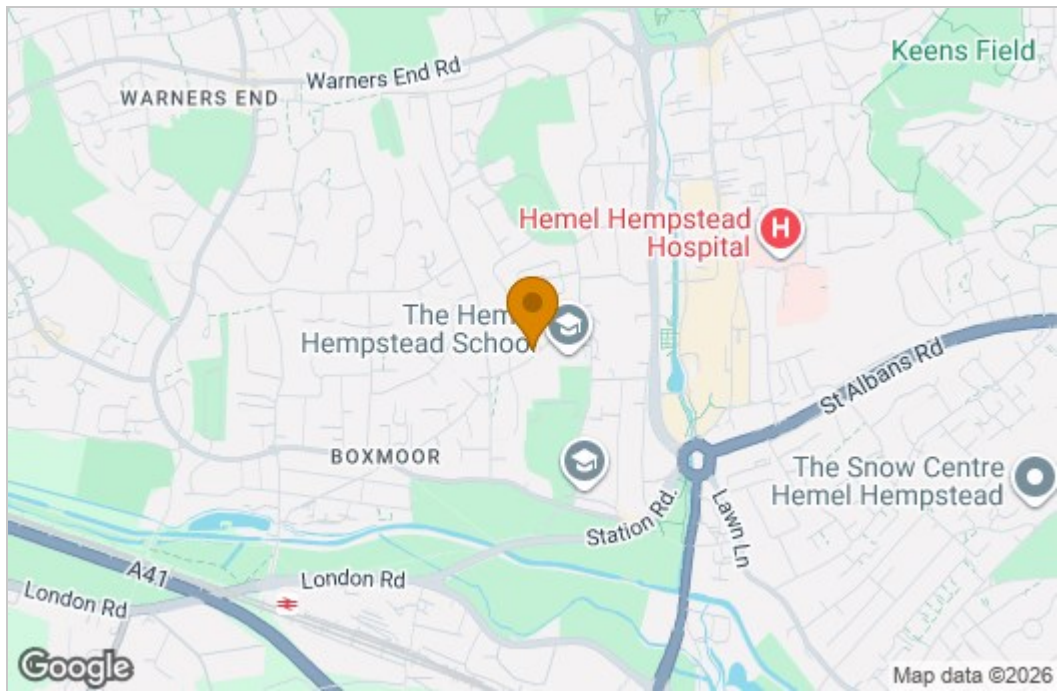 Keens Field
Warners End Rd
WARNERS END
Hemel Hempstead
Hospital
H
The Hem
Hempstead School
St Albans Rd
BOXMOOR
The Snow Centre
Hemel Hempstead
Station Rd.
Lawn Ln
A41
London Rd
London Rd
Google
Map data ©2026